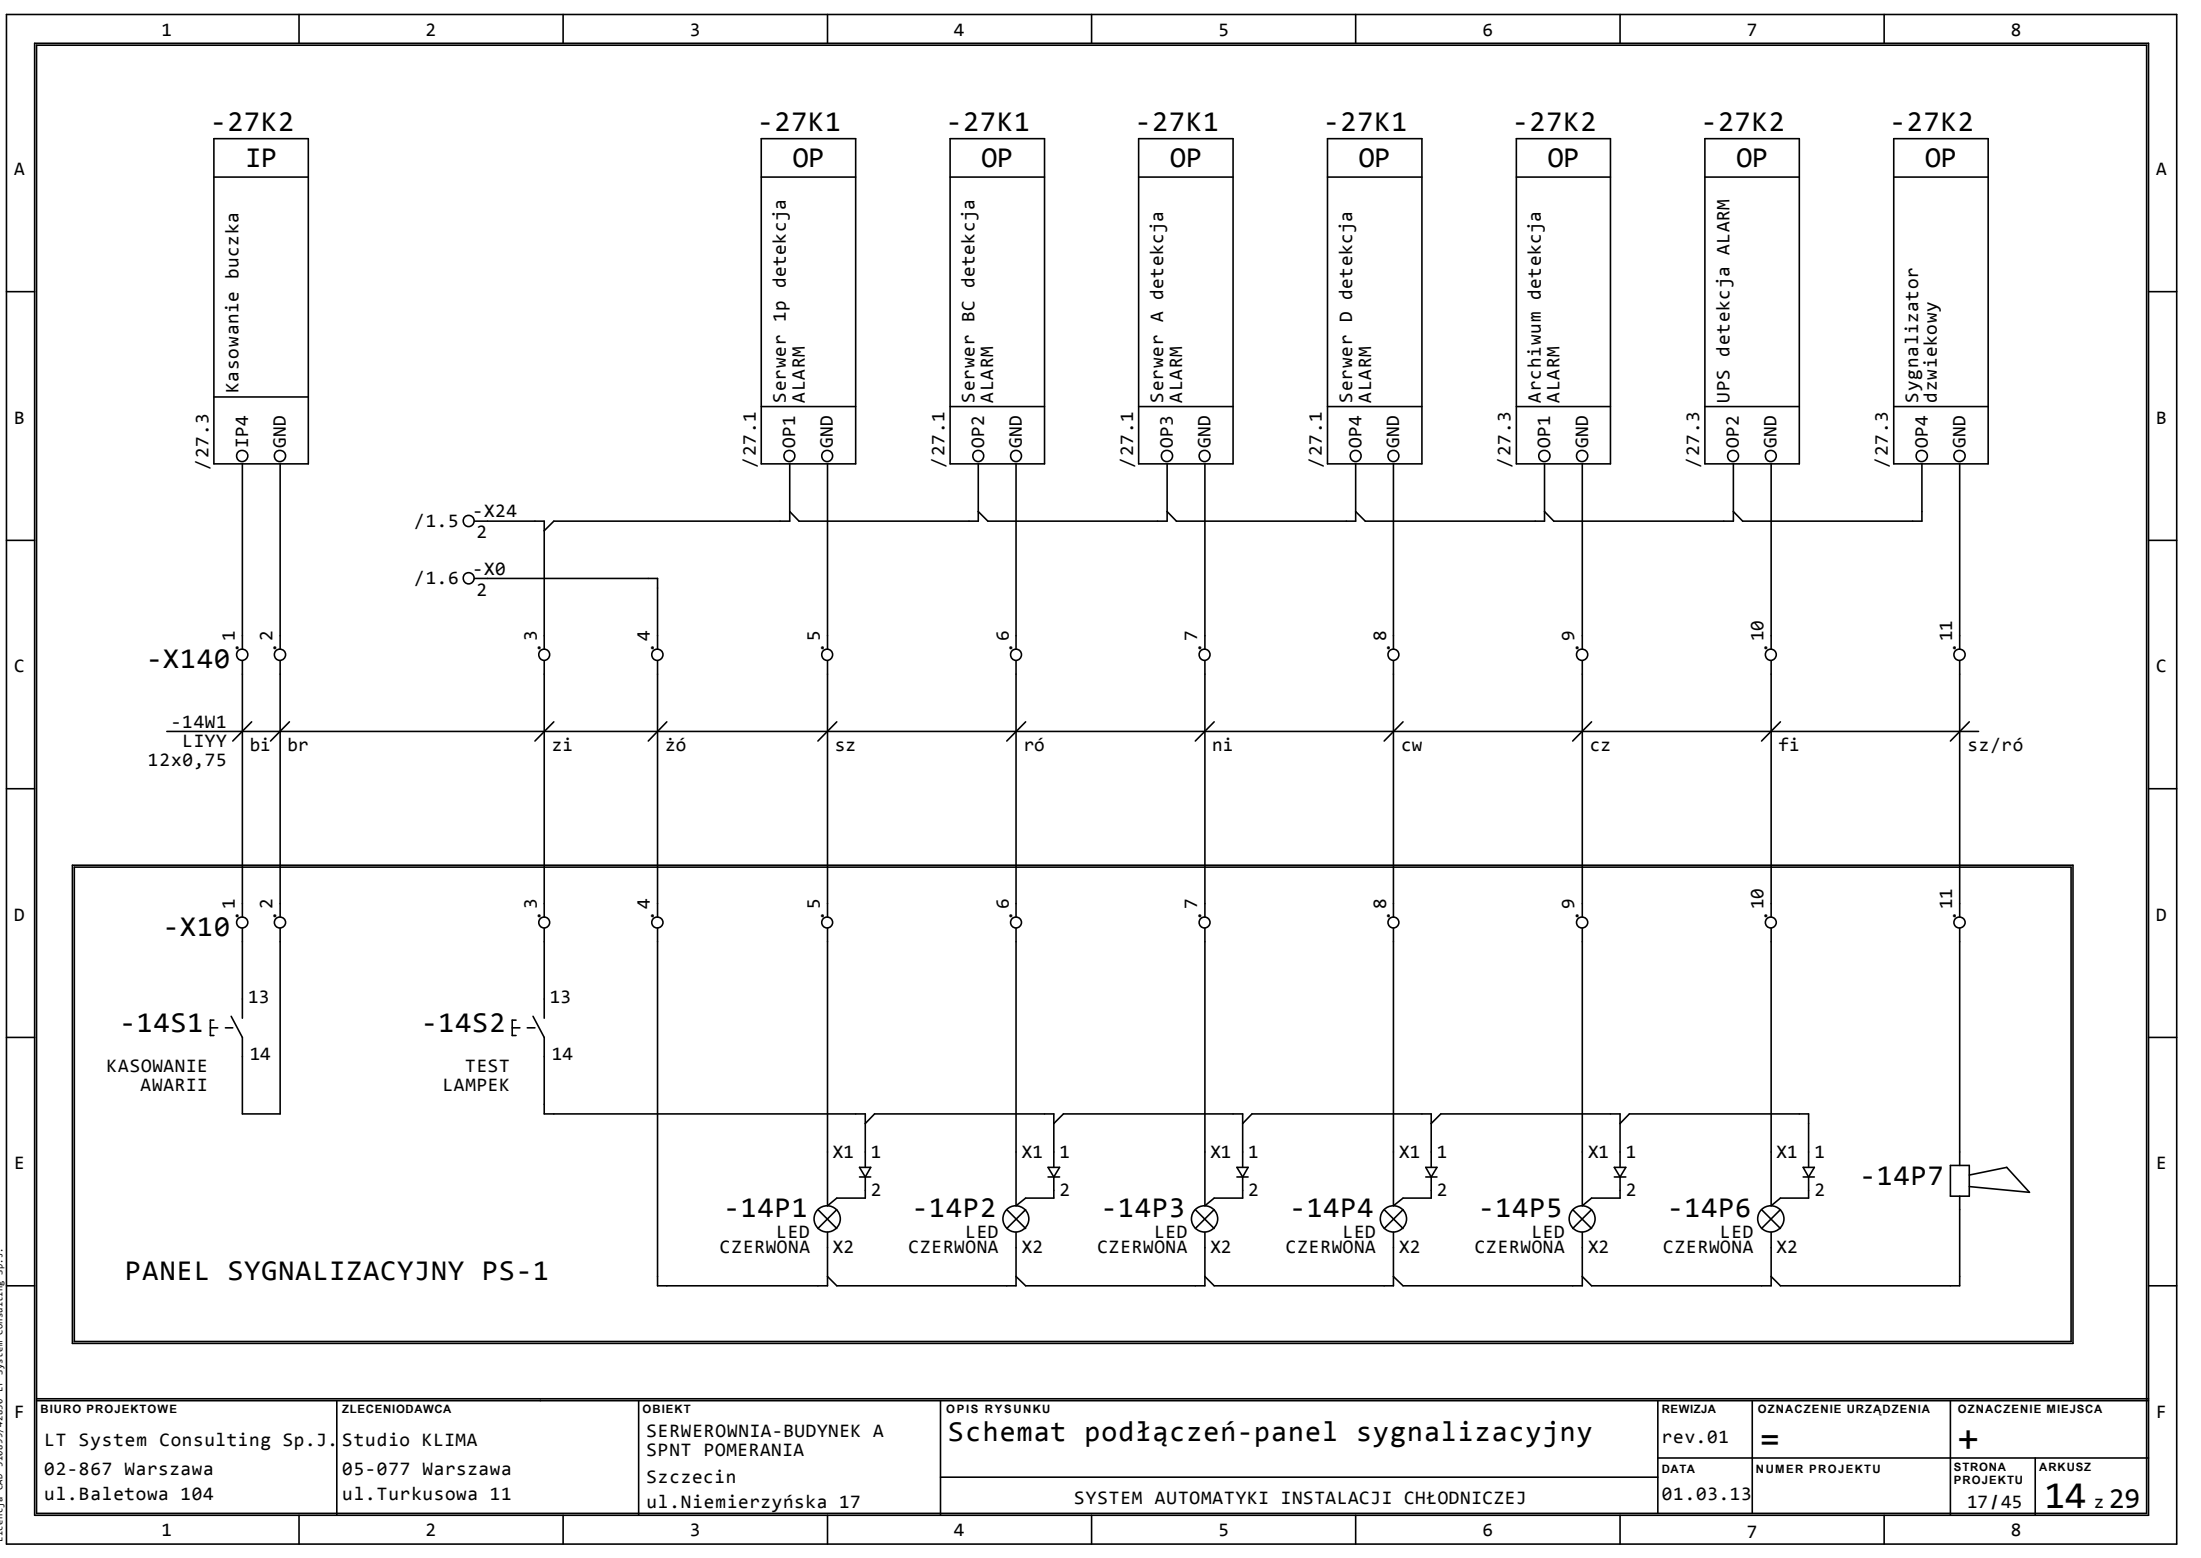 1 2 3 4 5 6 7 8
-27K2 -27K1 -27K1 -27K1 -27K1 -27K2 -27K2 -27K2
IP OP OP OP OP OP OP OP
A A
Kasowanie buczka
Serwer 1p detekcja
ALARM
Serwer BC detekcja
ALARM
Serwer A detekcja
ALARM
Serwer D detekcja
ALARM
Archiwum detekcja
ALARM
UPS detekcja ALARM
Sygnalizator
dzwiekowy
B B
/27.3 IP4 GND
/27.1 OP1 GND
/27.1 OP2 GND
/27.1 OP3 GND
/27.1 OP4 GND
/27.3 OP1 GND
/27.3 OP2 GND
/27.3 OP4 GND
/1.5 -X24
2
/1.6 -X0
2
C C
-X140 1 2 3 4 5 6 7 8 9 10 11
-14W1
LIYY
12x0,75
bi br zi żó sz ró ni cw cz fi sz/ró
D D
-X10 1 2 3 4 5 6 7 8 9 10 11
13 13
-14S1 -14S2
14 14
KASOWANIE
AWARII
TEST
LAMPEK
E E
X1 1 X1 1 X1 1 X1 1 X1 1 X1 1
-14P7
2 2 2 2 2 2
-14P1 -14P2 -14P3 -14P4 -14P5 -14P6
LED LED LED LED LED LED
CZERWONA X2 CZERWONA X2 CZERWONA X2 CZERWONA X2 CZERWONA X2 CZERWONA X2
PANEL SYGNALIZACYJNY PS-1
F F
BIURO PROJEKTOWE
LT System Consulting Sp.J.
02-867 Warszawa
ul.Baletowa 104
ZLECENIODAWCA
Studio KLIMA
05-077 Warszawa
ul.Turkusowa 11
OBIEKT
SERWEROWNIA-BUDYNEK A
SPNT POMERANIA
Szczecin
ul.Niemierzyńska 17
OPIS RYSUNKU
Schemat podłączeń-panel sygnalizacyjny
SYSTEM AUTOMATYKI INSTALACJI CHŁODNICZEJ
REWIZJA
rev.01
OZNACZENIE URZĄDZENIA
=
OZNACZENIE MIEJSCA
+
DATA
01.03.13
NUMER PROJEKTU
STRONA
PROJEKTU
17/45
ARKUSZ
14 z 29
1 2 3 4 5 6 7 8